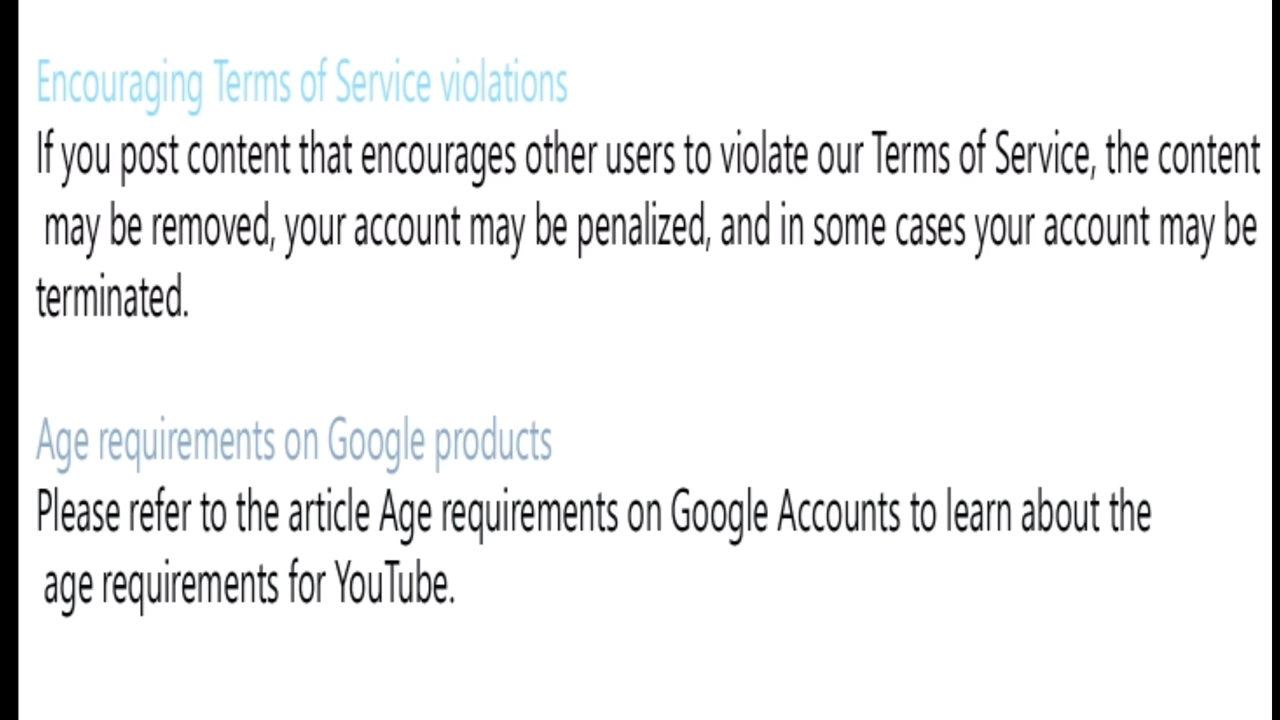 Encouraging Terms of Service violations
If you post content that encourages other users to violate our Terms of Service, the content
may be removed, your account may be penalized, and in some cases your account may be
terminated.
Age requirements on Google products
Please refer to the article Age requirements on Google Accounts to learn about the
age requirements for YouTube.